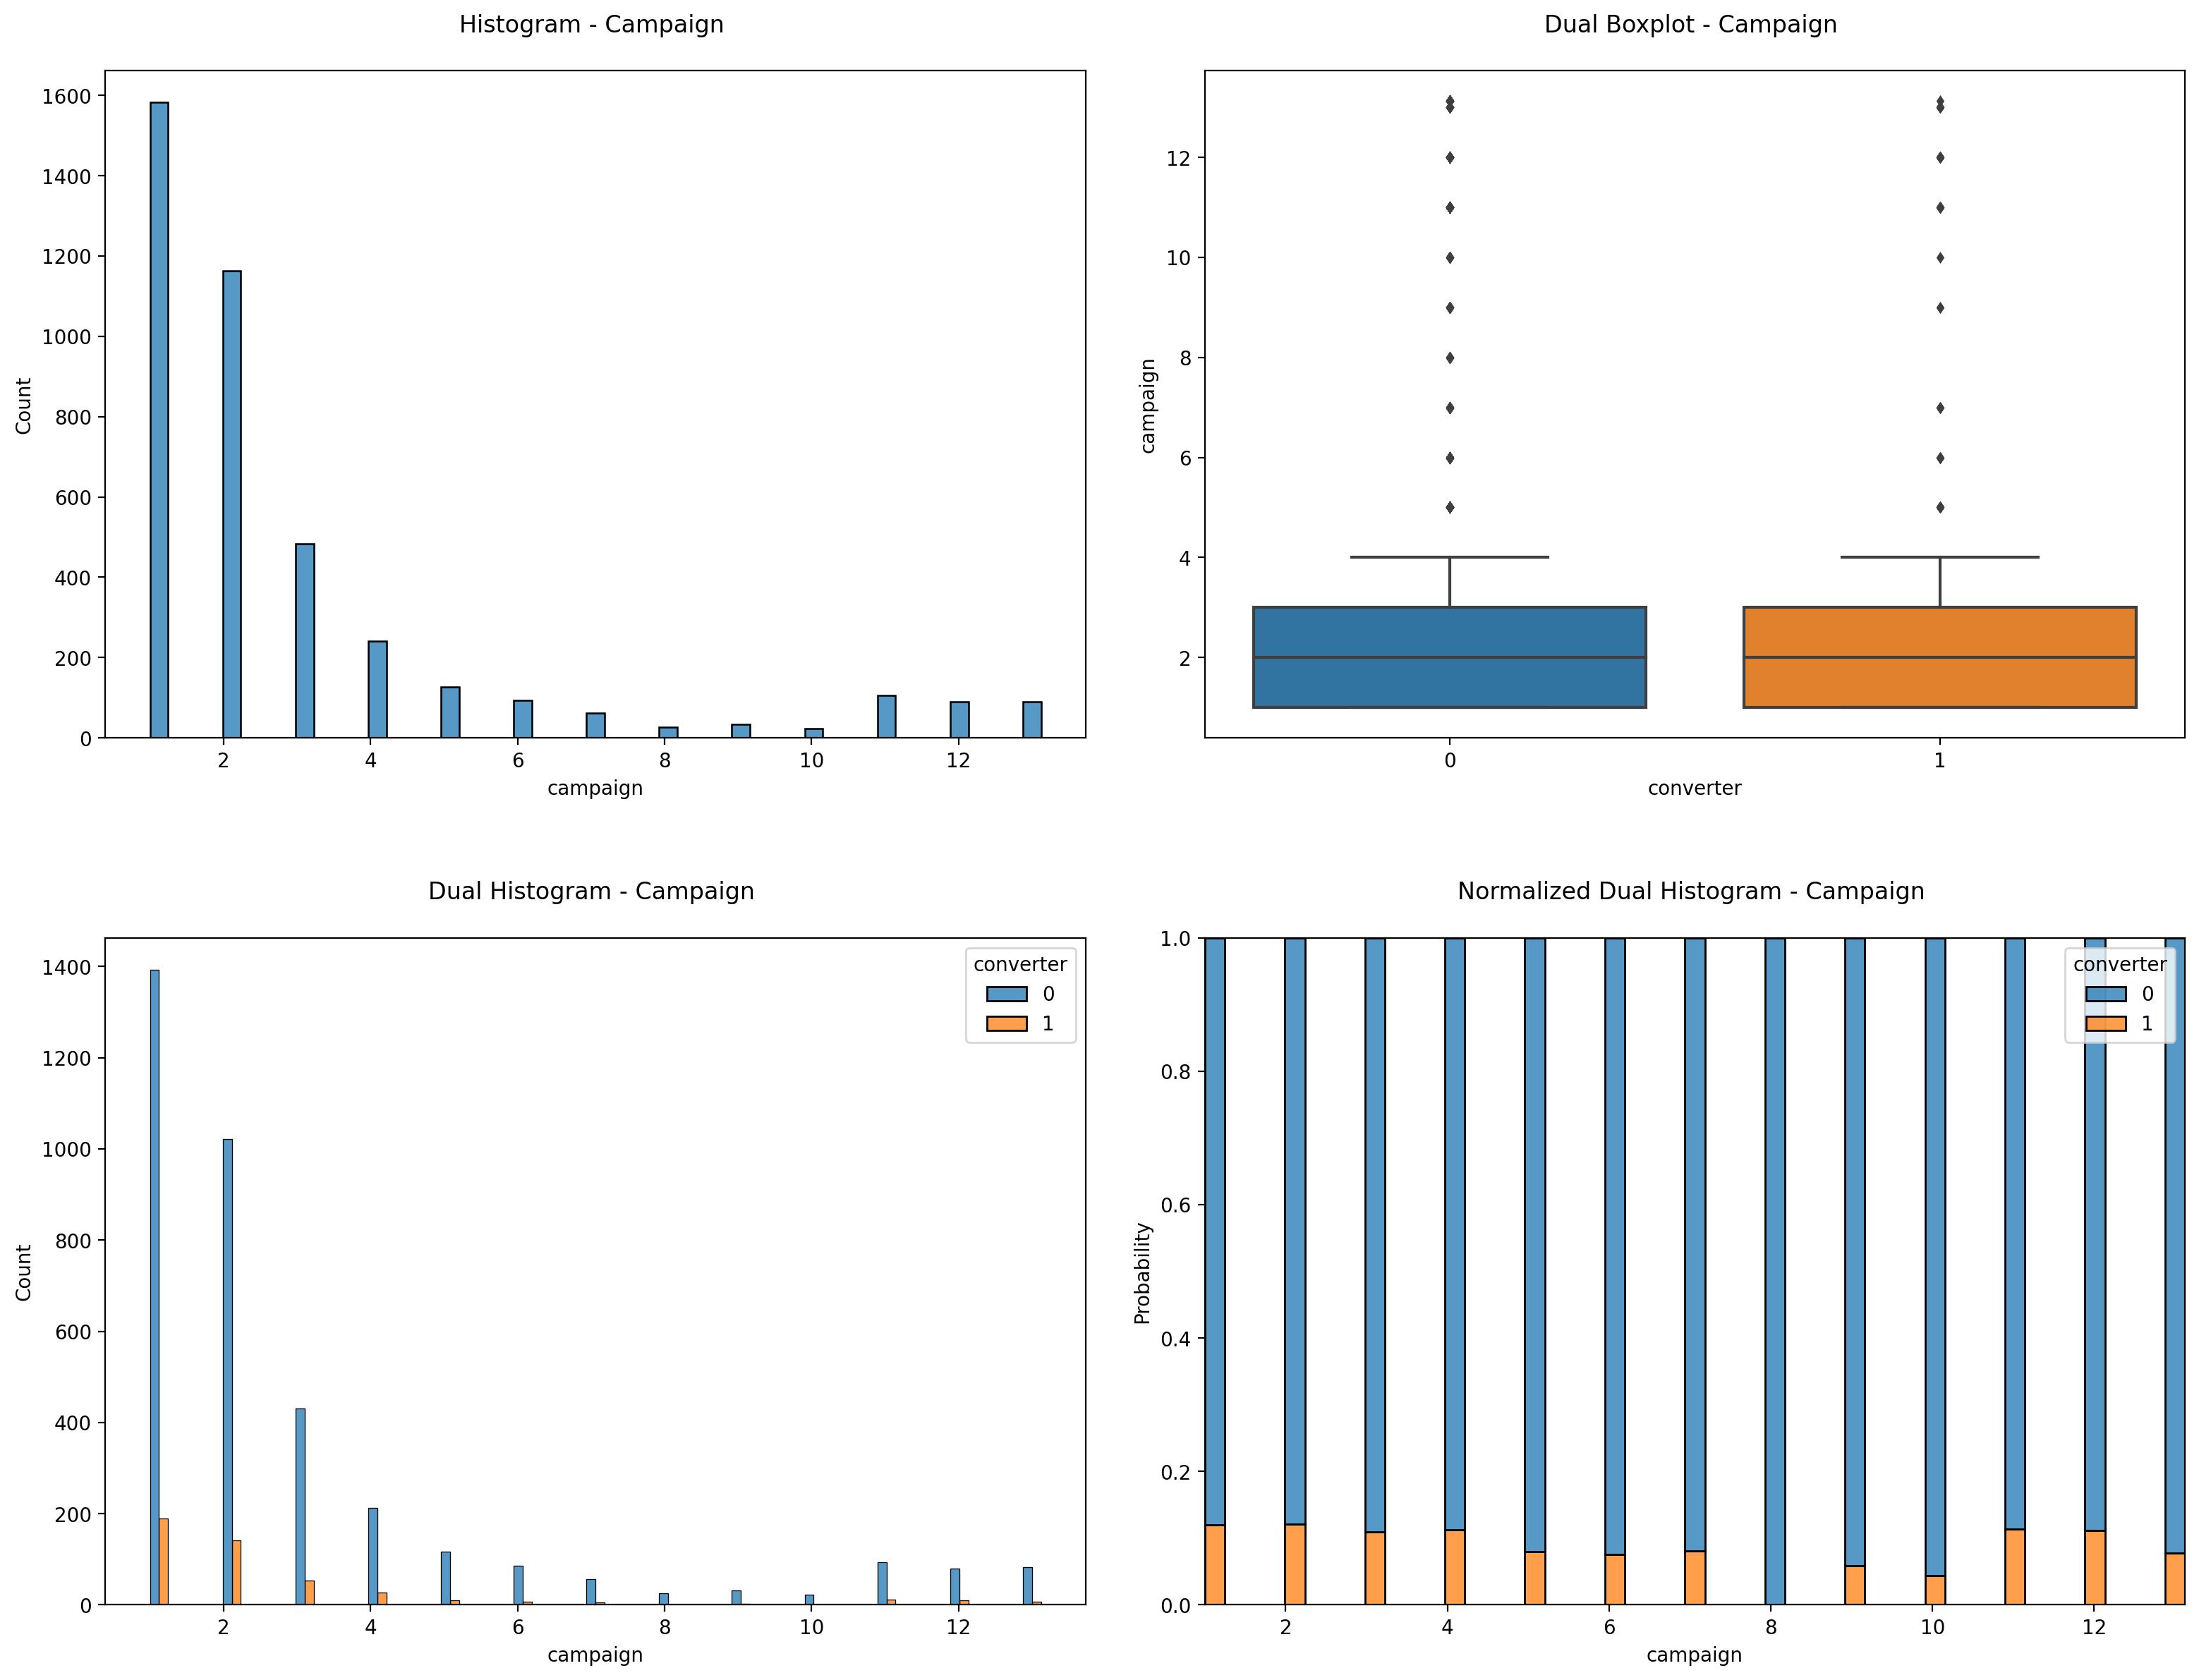 Histogram - Campaign
1600
1400
1200
1000
800
600
400
200
0
Count
2 4 6 8 10 12
campaign
Dual Boxplot - Campaign
12
10
8
6
4
2
campaign
0 1
converter
Dual Histogram - Campaign
1400
1200
1000
800
600
400
200
0
Count
converter
0
1
2 4 6 8 10 12
campaign
Normalized Dual Histogram - Campaign
1.0
0.8
0.6
0.4
0.2
0.0
Probability
converter
0
1
2 4 6 8 10 12
campaign